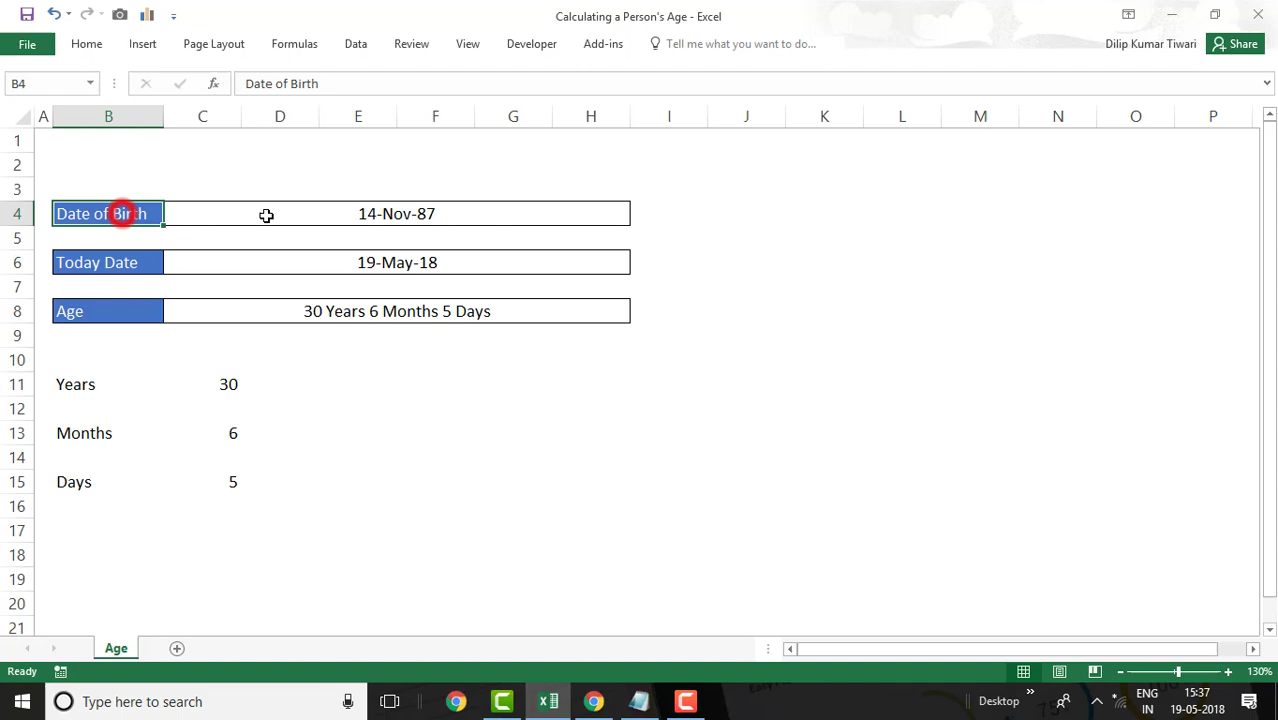 Calculating a Person's Age - Excel
File Home Insert Page Layout Formulas Data Review View Developer Add-ins Tell me what you want to do... Dilip Kumar Tiwari Share
B4 fx Date of Birth
A B C D E F G H I J K L M N O P
1
2
3
4 Date of Birth 14-Nov-87
5
6 Today Date 19-May-18
7
8 Age 30 Years 6 Months 5 Days
9
10
11 Years 30
12
13 Months 6
14
15 Days 5
16
17
18
19
20
21
Age
Ready 130%
Type here to search Desktop ENG 15:37
IN 19-05-2018